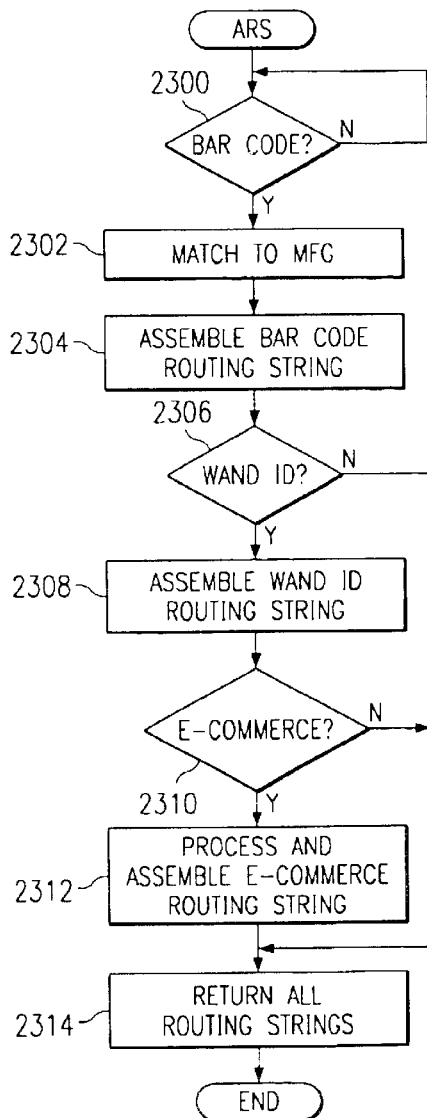 ARS
2300
BAR CODE?
N
Y
2302
MATCH TO MFG
2304
ASSEMBLE BAR CODE
ROUTING STRING
2306
WAND ID?
N
Y
2308
ASSEMBLE WAND ID
ROUTING STRING
E-COMMERCE?
N
2310
Y
2312
PROCESS AND
ASSEMBLE E-COMMERCE
ROUTING STRING
2314
RETURN ALL
ROUTING STRINGS
END